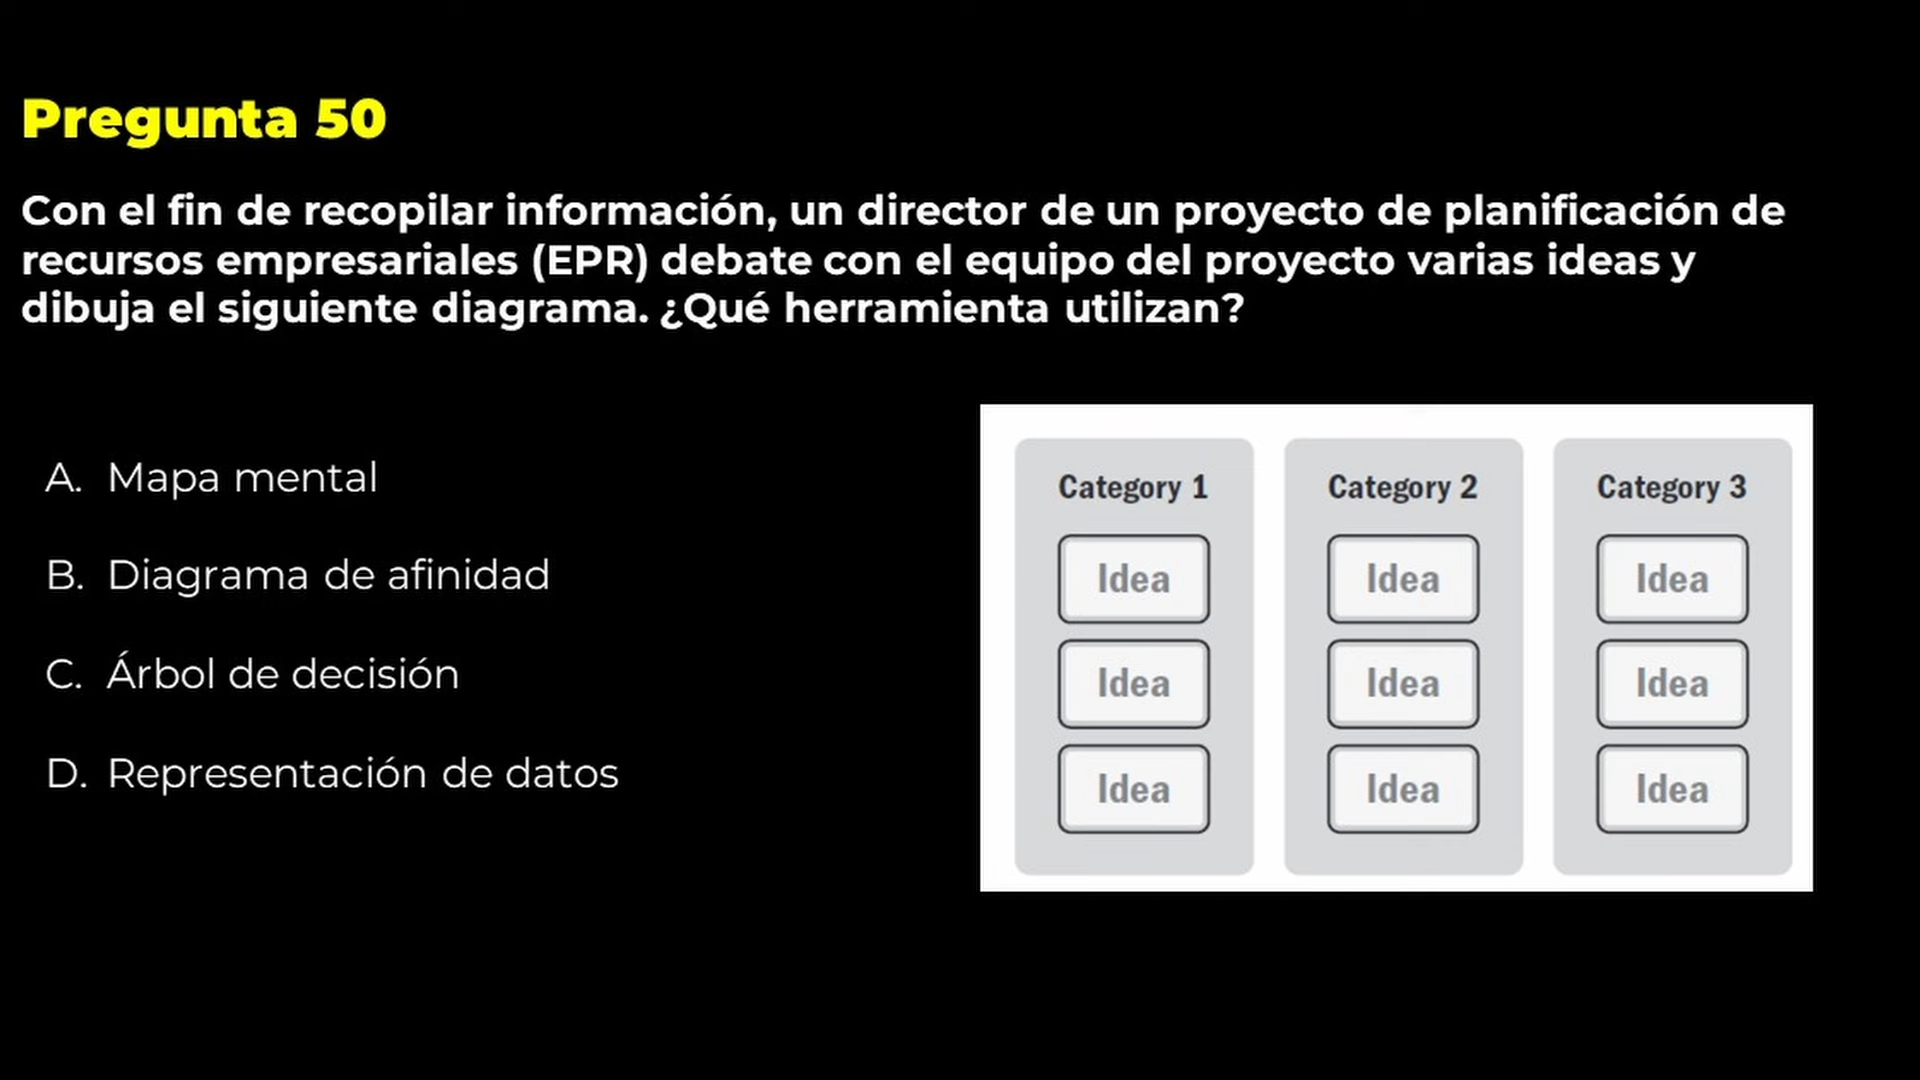 Pregunta 50
Con el fin de recopilar información, un director de un proyecto de planificación de
recursos empresariales (EPR) debate con el equipo del proyecto varias ideas y
dibuja el siguiente diagrama. ¿Qué herramienta utilizan?
A. Mapa mental
B. Diagrama de afinidad
C. Árbol de decisión
D. Representación de datos
Category 1
Idea
Idea
Idea
Category 2
Idea
Idea
Idea
Category 3
Idea
Idea
Idea